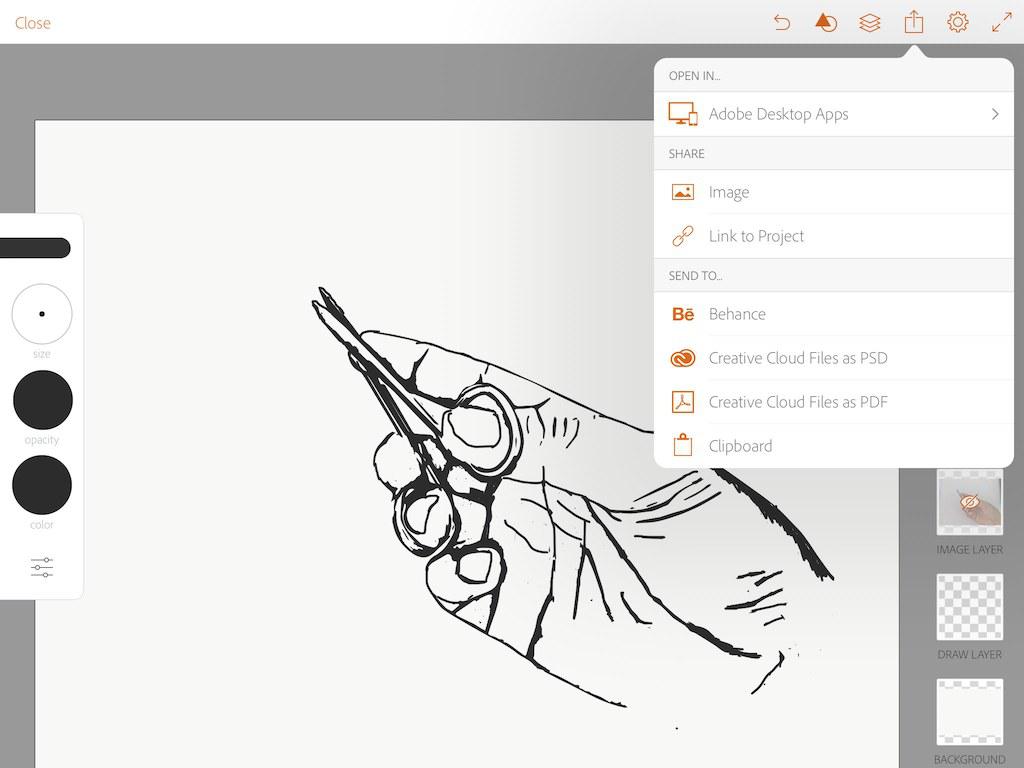 Close
OPEN IN...
Adobe Desktop Apps
SHARE
Image
Link to Project
SEND TO...
Bē Behance
Creative Cloud Files as PSD
Creative Cloud Files as PDF
Clipboard
size
opacity
color
IMAGE LAYER
DRAW LAYER
BACKGROUND